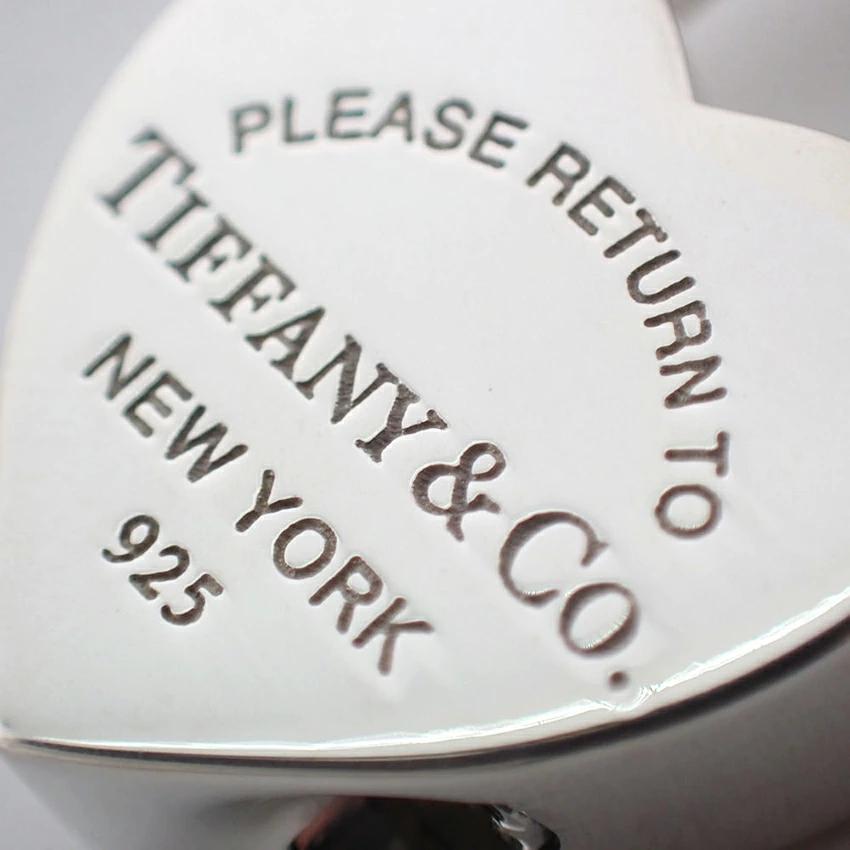 PLEASE RETURN TO
TIFFANY & CO.
NEW YORK
925